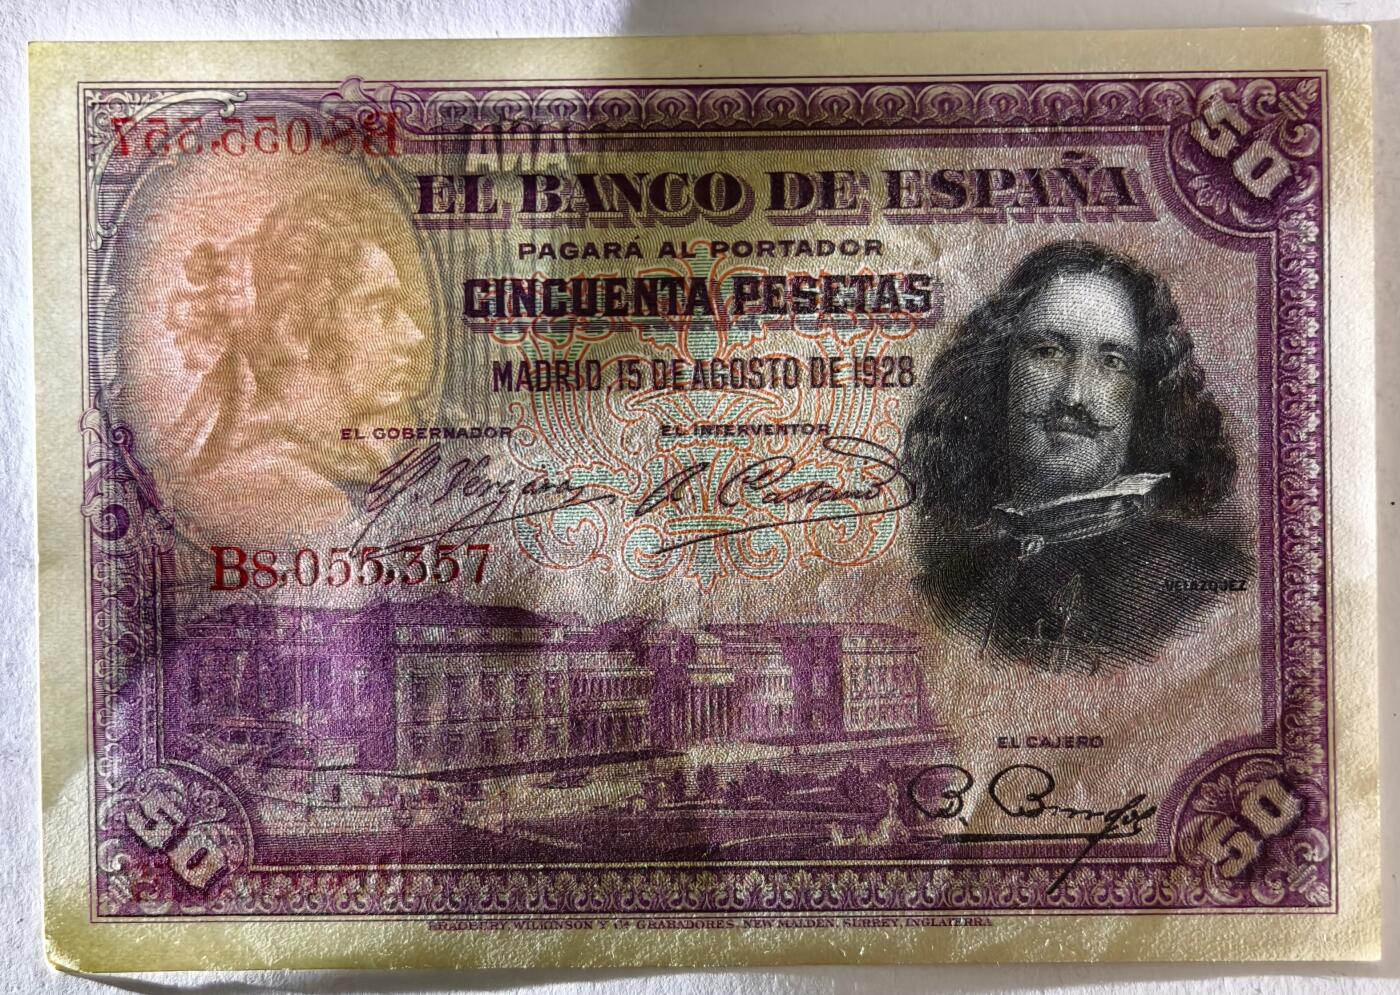 50
EL BANCO DE ESPAÑA
PAGARÁ AL PORTADOR
CINCUENTA PESETAS
MADRID, 15 DE AGOSTO DE 1928
EL GOBERNADOR
EL INTERVENTOR
B8,055,357
VELAZQUEZ
EL CAJERO
50
50
BRADBURY, WILKINSON Y Cª GRABADORES, NEW MALDEN, SURREY, INGLATERRA